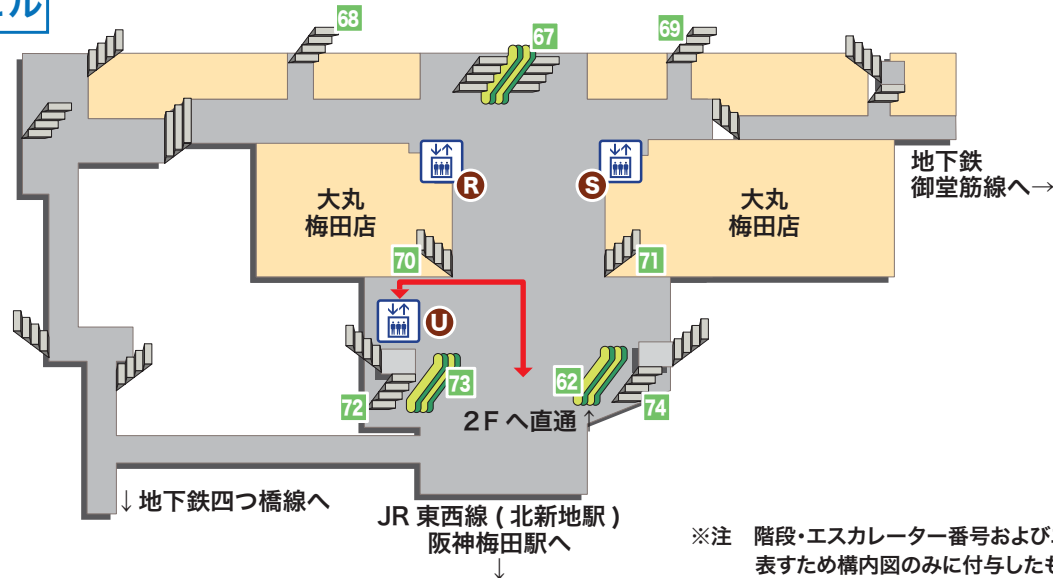 ル
68
67
69
R
S
地下鉄
御堂筋線へ→
大丸
梅田店
大丸
梅田店
70
71
U
73
62
72
74
2F へ直通↑
↓地下鉄四つ橋線へ
JR 東西線 ( 北新地駅 )
阪神梅田駅へ
↓
※注 階段・エスカレーター番号および
表すため構内図のみに付与した